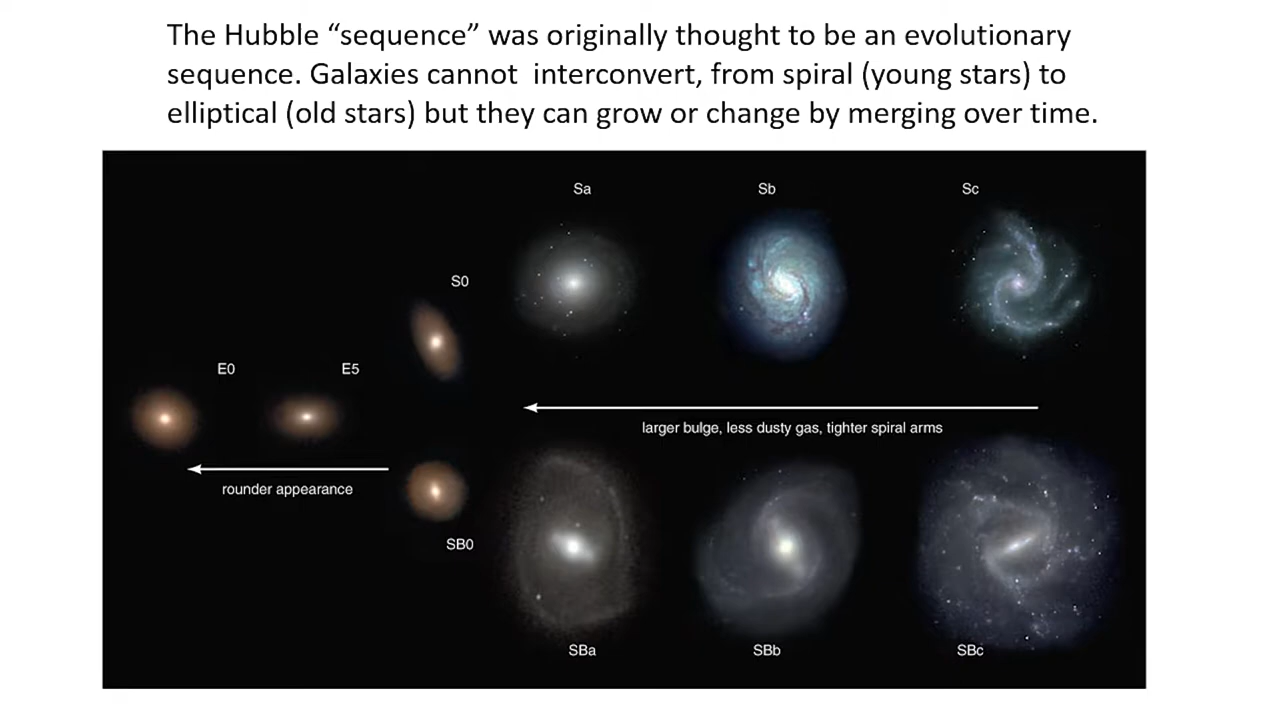 The Hubble “sequence” was originally thought to be an evolutionary
sequence. Galaxies cannot  interconvert, from spiral (young stars) to
elliptical (old stars) but they can grow or change by merging over time.
Sa
Sb
Sc
S0
E0
E5
larger bulge, less dusty gas, tighter spiral arms
rounder appearance
SB0
SBa
SBb
SBc